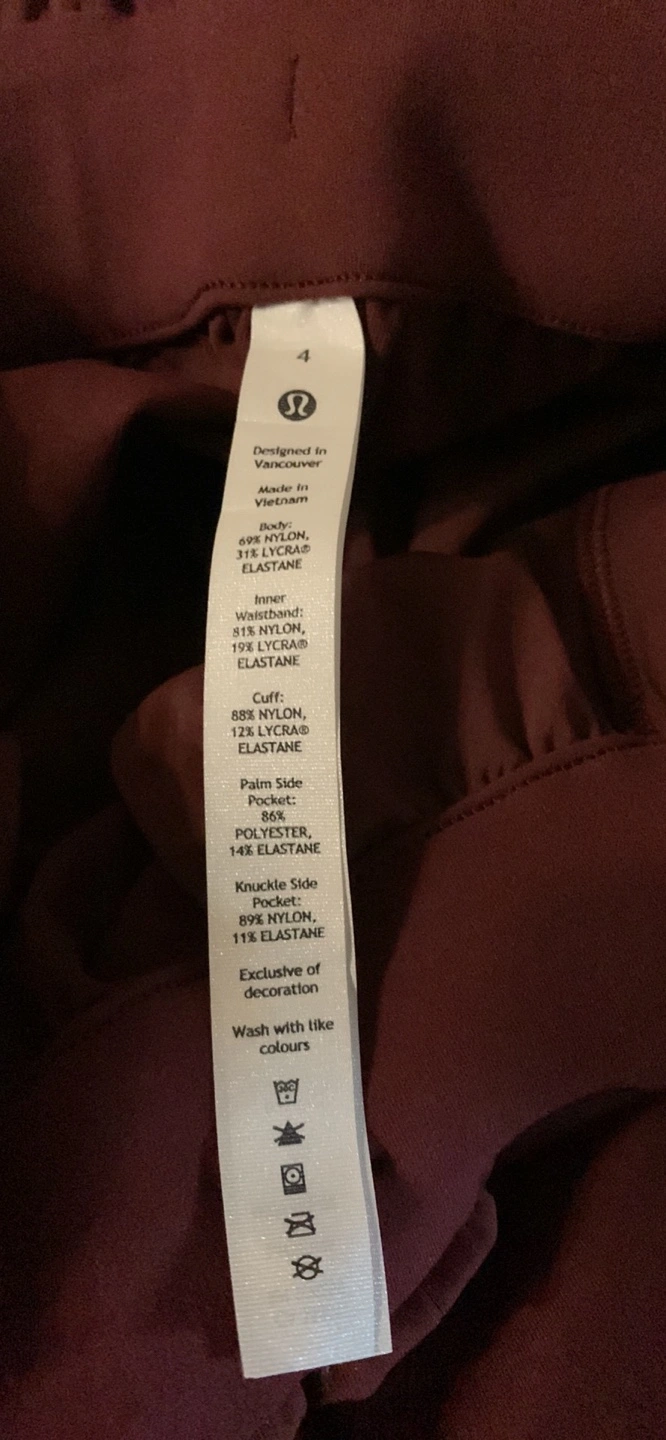 4
Designed in
Vancouver
Made in
Vietnam
Body:
69% NYLON,
31% LYCRA®
ELASTANE
Inner
Waistband:
81% NYLON,
19% LYCRA®
ELASTANE
Cuff:
88% NYLON,
12% LYCRA®
ELASTANE
Palm Side
Pocket:
86%
POLYESTER,
14% ELASTANE
Knuckle Side
Pocket:
89% NYLON,
11% ELASTANE
Exclusive of
decoration
Wash with like
colours